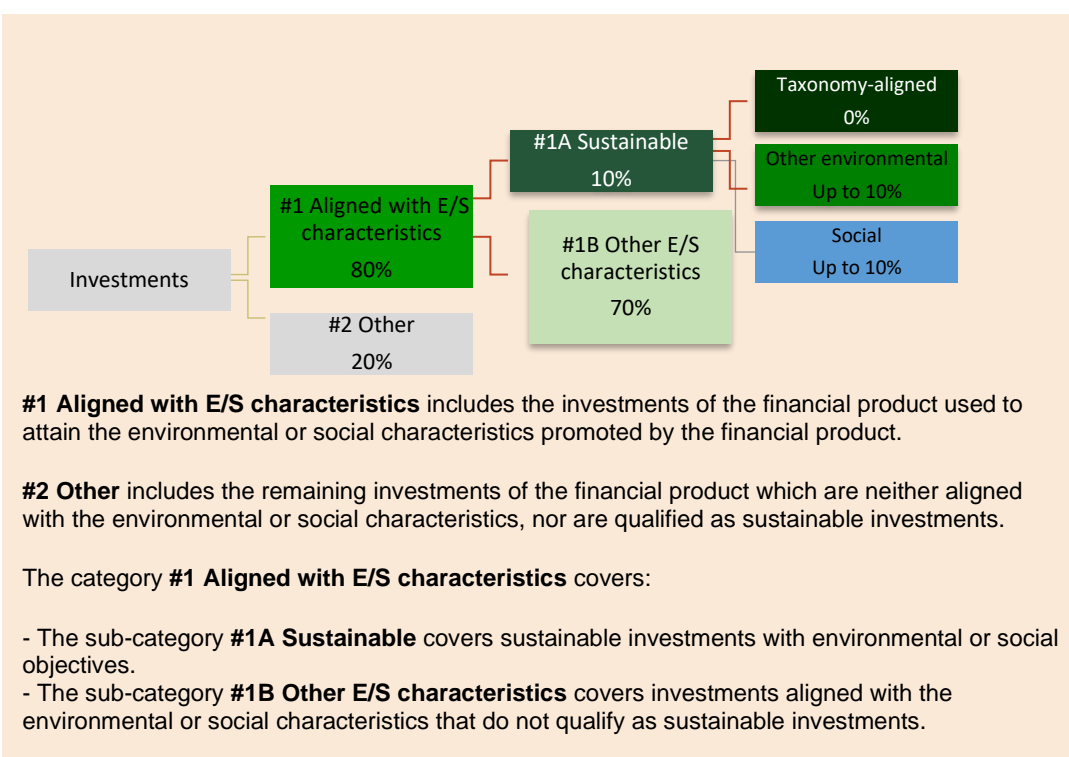 Taxonomy-aligned
0%
#1A Sustainable
10%
Other environmental
Up to 10%
#1 Aligned with E/S
characteristics
80%
#1B Other E/S
characteristics
70%
Social
Up to 10%
Investments
#2 Other
20%
#1 Aligned with E/S characteristics includes the investments of the financial product used to
attain the environmental or social characteristics promoted by the financial product.
#2 Other includes the remaining investments of the financial product which are neither aligned
with the environmental or social characteristics, nor are qualified as sustainable investments.
The category #1 Aligned with E/S characteristics covers:
- The sub-category #1A Sustainable covers sustainable investments with environmental or social
objectives.
- The sub-category #1B Other E/S characteristics covers investments aligned with the
environmental or social characteristics that do not qualify as sustainable investments.